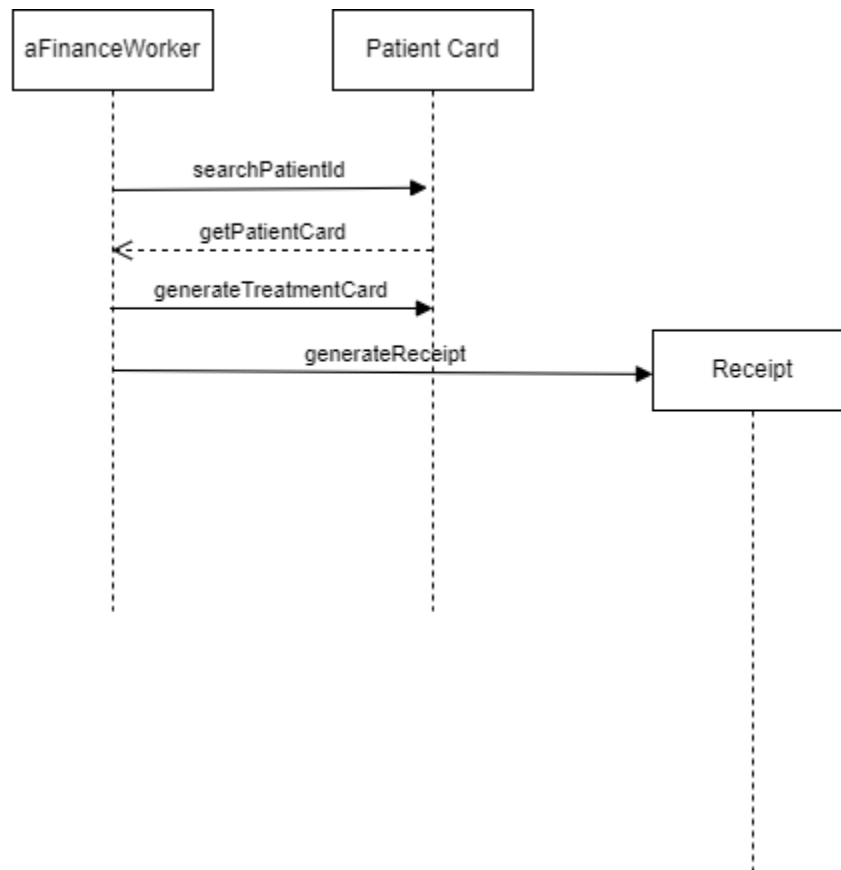 aFinanceWorker
Patient Card
searchPatientId
getPatientCard
generateTreatmentCard
generateReceipt
Receipt